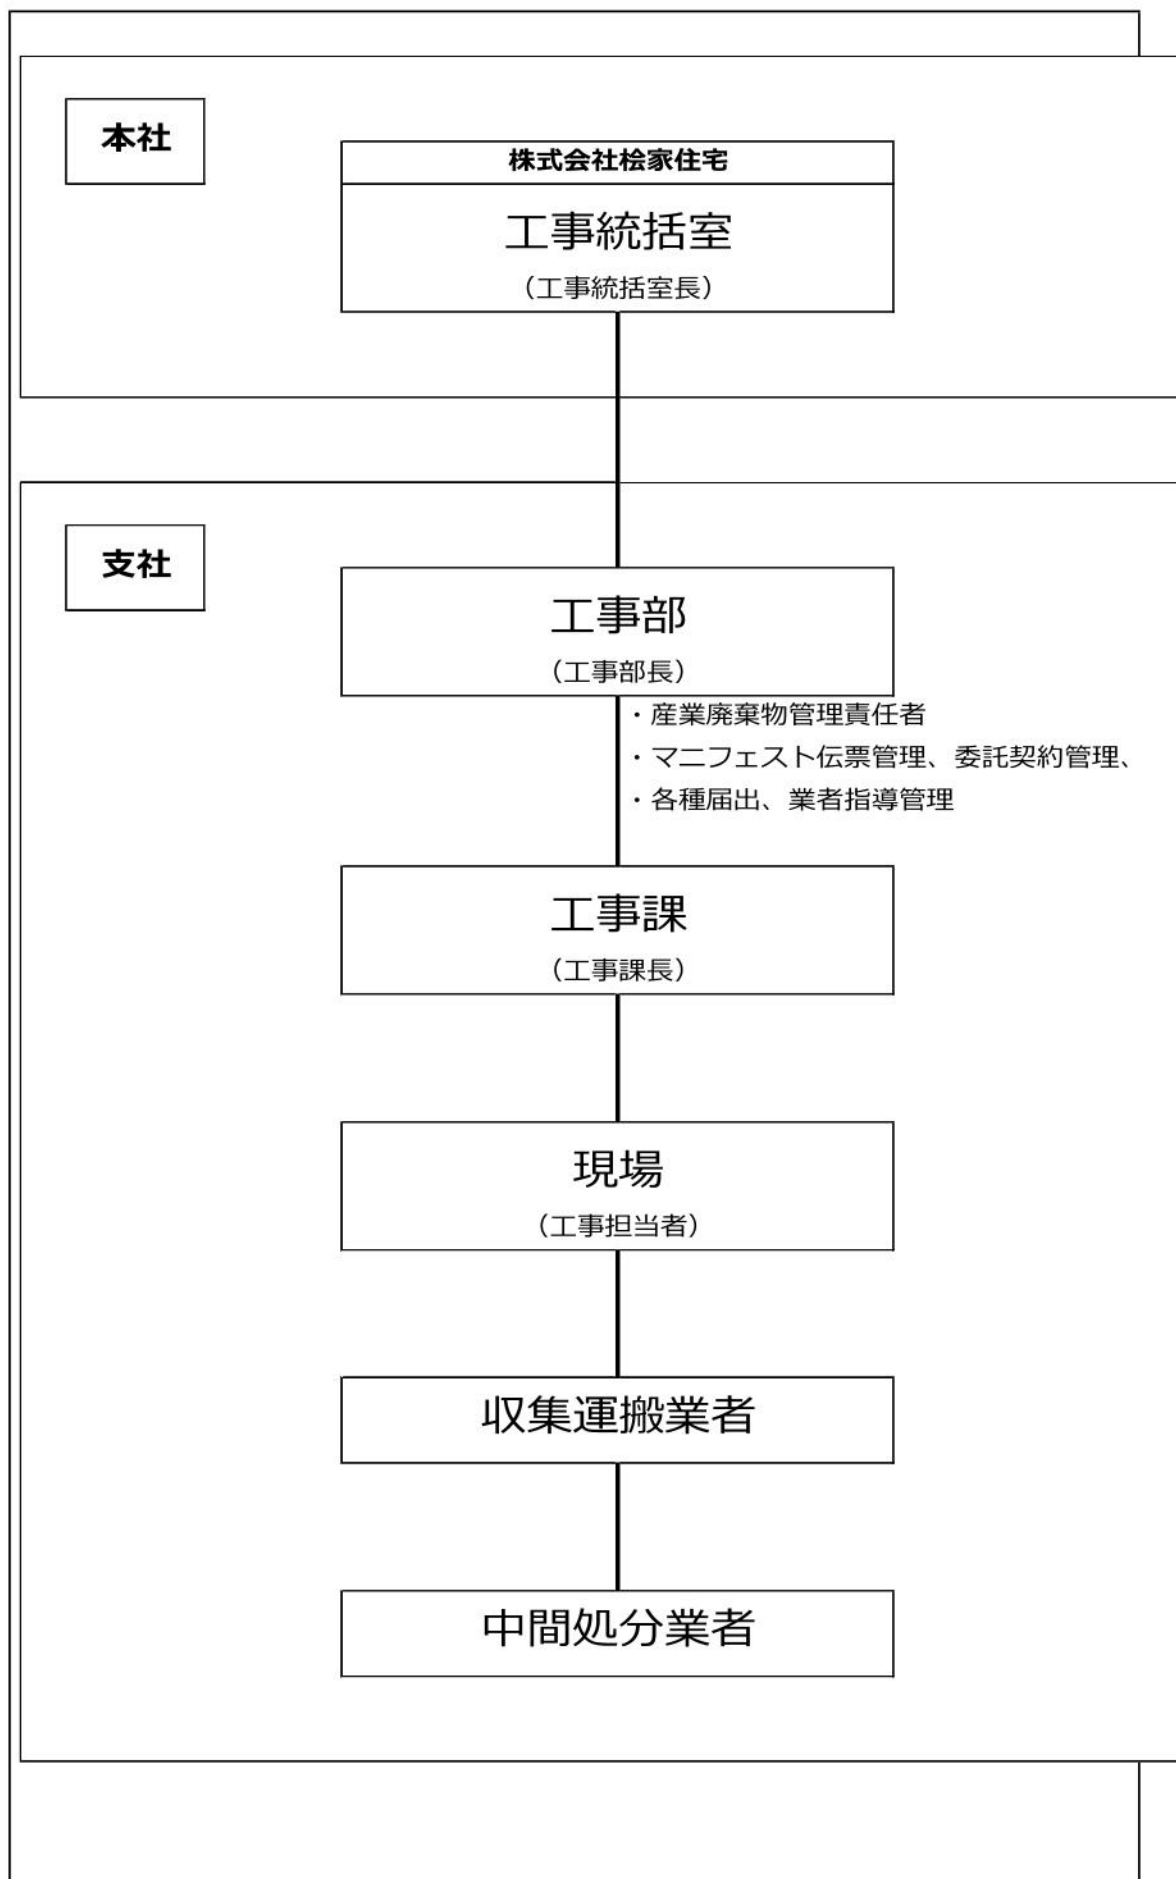 本社
株式会社桧家住宅
工事統括室
（工事統括室長）
支社
工事部
（工事部長）
・産業廃棄物管理責任者
・マニフェスト伝票管理、委託契約管理、
・各種届出、業者指導管理
工事課
（工事課長）
現場
（工事担当者）
収集運搬業者
中間処分業者